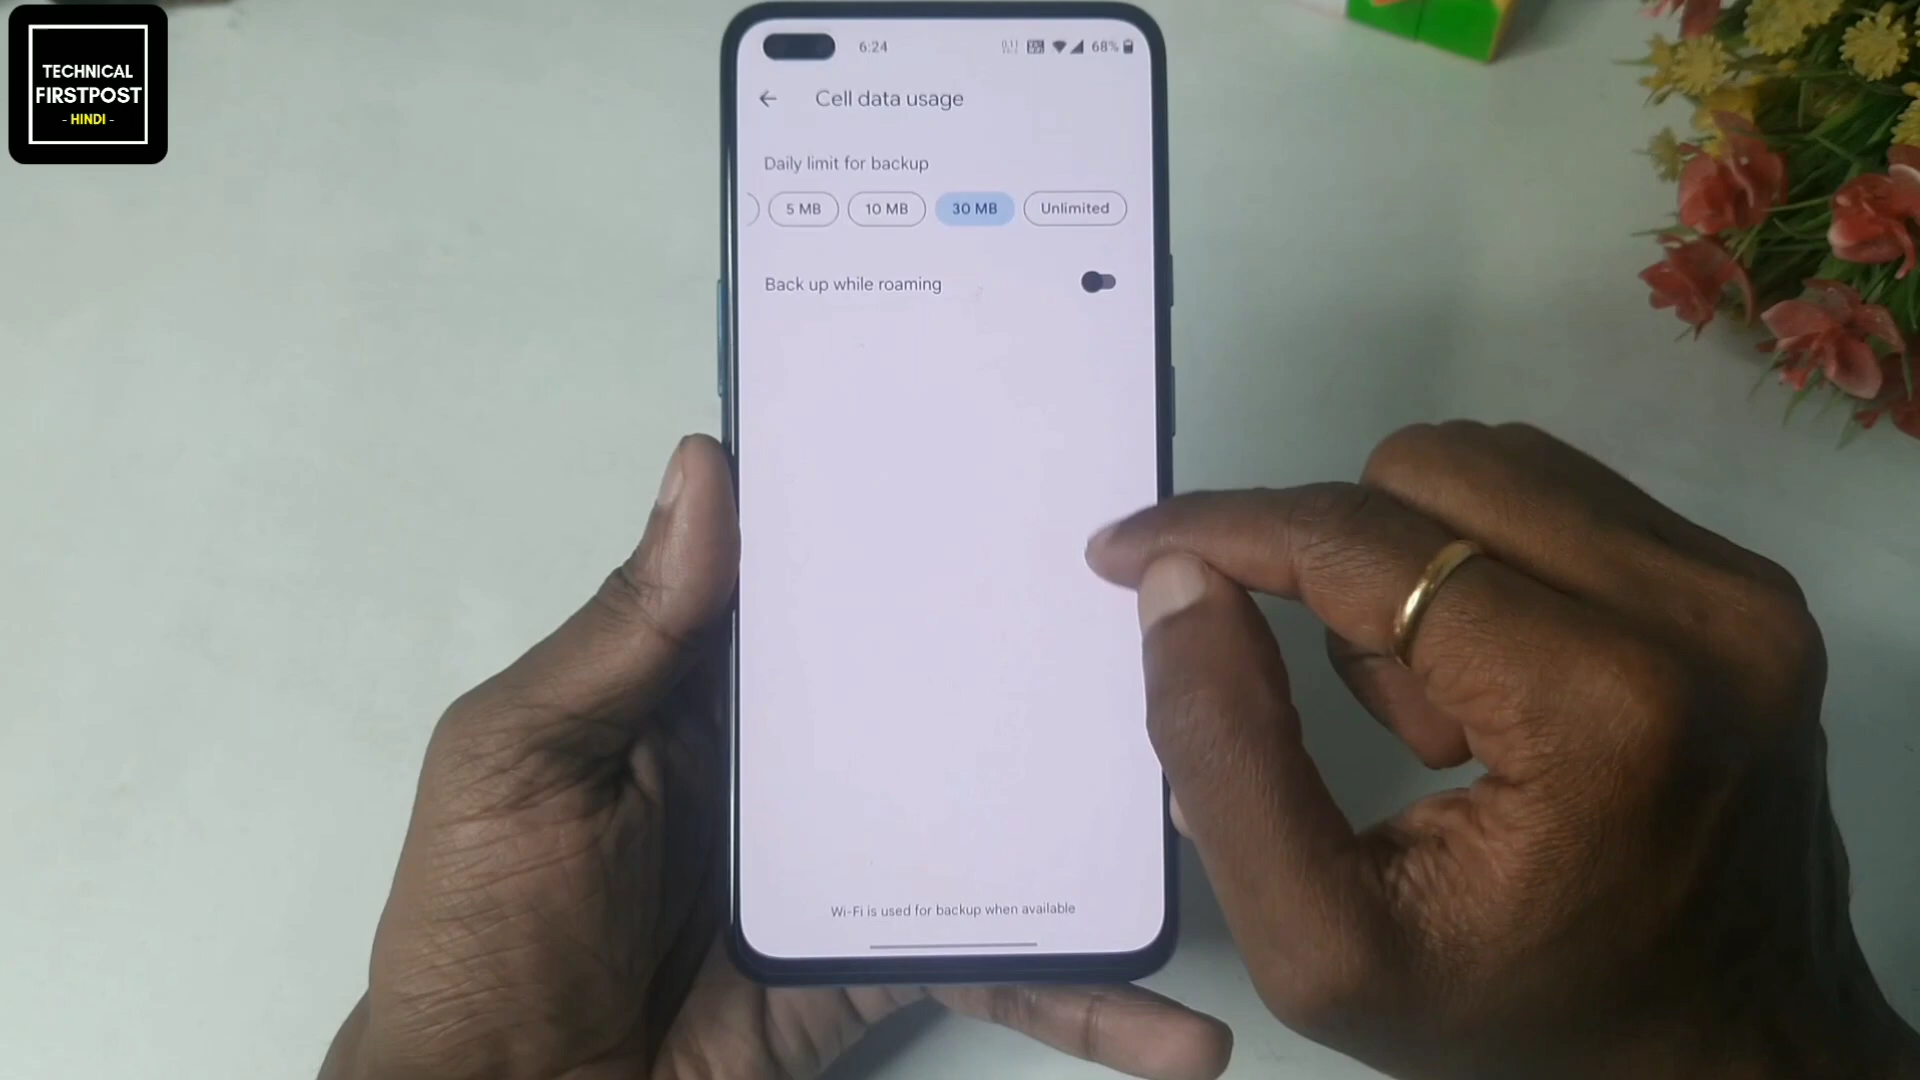 TECHNICAL
FIRSTPOST
- HINDI -
6:24
68%
Cell data usage
Daily limit for backup
5 MB
10 MB
30 MB
Unlimited
Back up while roaming
Wi-Fi is used for backup when available